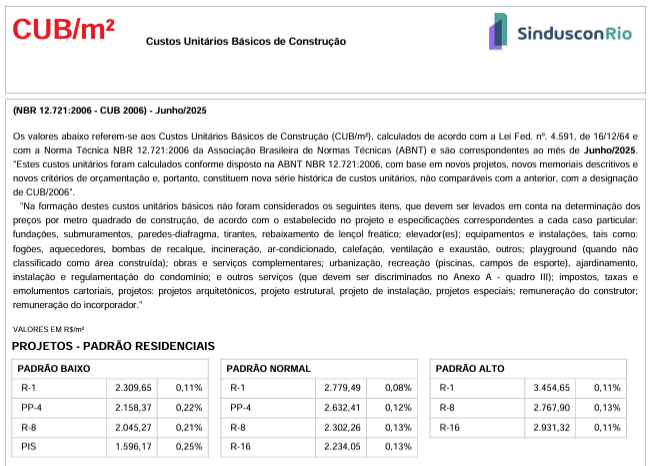 CUB/m²
Custos Unitários Básicos de Construção
SindusconRio
(NBR 12.721:2006 - CUB 2006) - Junho/2025
Os valores abaixo referem-se aos Custos Unitários Básicos de Construção (CUB/m²), calculados de acordo com a Lei Fed. nº. 4.591, de 16/12/64 e
com a Norma Técnica NBR 12.721:2006 da Associação Brasileira de Normas Técnicas (ABNT) e são correspondentes ao mês de Junho/2025.
"Estes custos unitários foram calculados conforme disposto na ABNT NBR 12.721:2006, com base em novos projetos, novos memoriais descritivos e
novos critérios de orçamentação e, portanto, constituem nova série histórica de custos unitários, não comparáveis com a anterior, com a designação
de CUB/2006".
"Na formação destes custos unitários básicos não foram considerados os seguintes itens, que devem ser levados em conta na determinação dos
preços por metro quadrado de construção, de acordo com o estabelecido no projeto e especificações correspondentes a cada caso particular:
fundações, submuramentos, paredes-diafragma, tirantes, rebaixamento de lençol freático; elevador(es); equipamentos e instalações, tais como:
fogões, aquecedores, bombas de recalque, incineração, ar-condicionado, calefação, ventilação e exaustão, outros; playground (quando não
classificado como área construída); obras e serviços complementares; urbanização, recreação (piscinas, campos de esporte), ajardinamento,
instalação e regulamentação do condomínio; e outros serviços (que devem ser discriminados no Anexo A - quadro III); impostos, taxas e
emolumentos cartoriais, projetos: projetos arquitetônicos, projeto estrutural, projeto de instalação, projetos especiais; remuneração do construtor;
remuneração do incorporador."
VALORES EM R$/m²
PROJETOS - PADRÃO RESIDENCIAIS
PADRÃO BAIXO
R-1 2.309,65 0,11%
PP-4 2.158,37 0,22%
R-8 2.045,27 0,21%
PIS 1.596,17 0,25%
PADRÃO NORMAL
R-1 2.779,49 0,08%
PP-4 2.632,41 0,12%
R-8 2.302,26 0,13%
R-16 2.234,05 0,13%
PADRÃO ALTO
R-1 3.454,65 0,11%
R-8 2.767,90 0,13%
R-16 2.931,32 0,11%